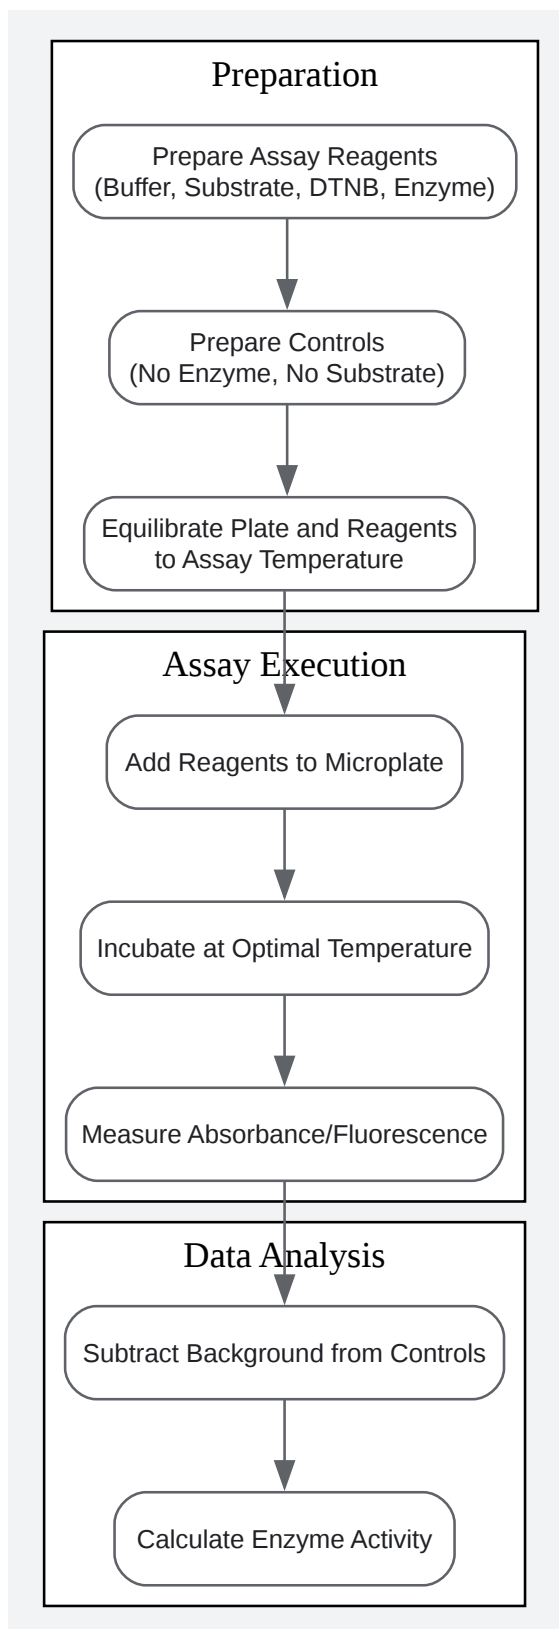 Preparation
Prepare Assay Reagents
(Buffer, Substrate, DTNB, Enzyme)
Prepare Controls
(No Enzyme, No Substrate)
Equilibrate Plate and Reagents
to Assay Temperature
Assay Execution
Add Reagents to Microplate
Incubate at Optimal Temperature
Measure Absorbance/Fluorescence
Data Analysis
Subtract Background from Controls
Calculate Enzyme Activity